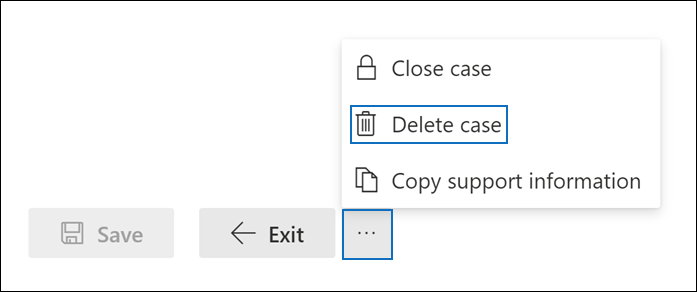 Close case
Delete case
Copy support information
Save
Exit
...